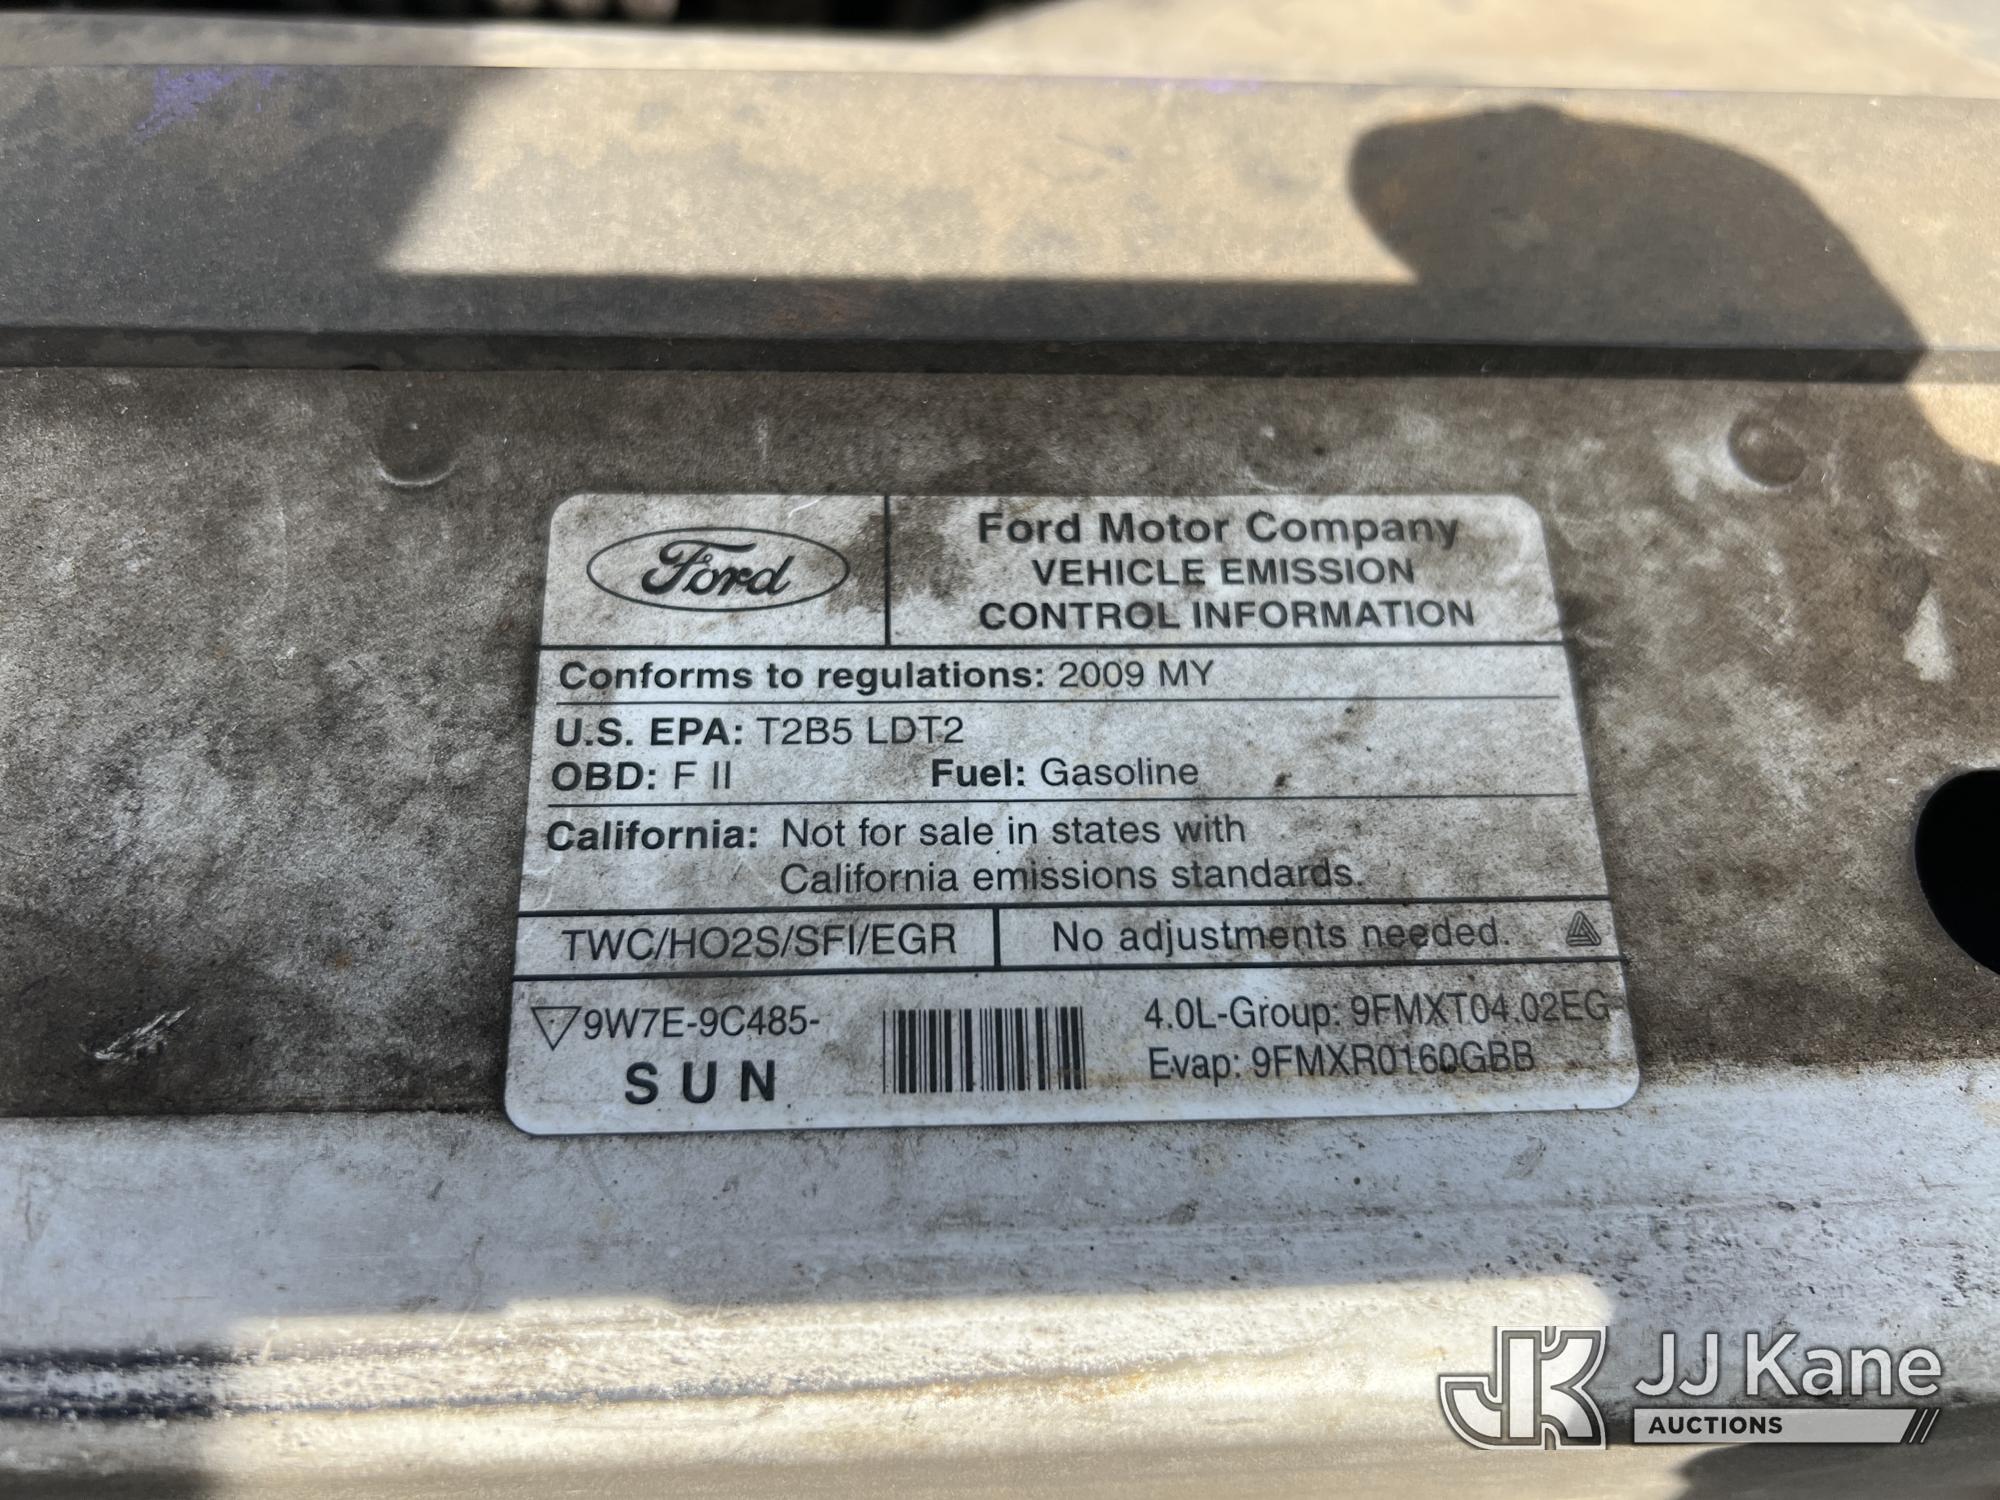 Ford
Ford Motor Company
VEHICLE EMISSION
CONTROL INFORMATION
Conforms to regulations: 2009 MY
U.S. EPA: T2B5 LDT2
OBD: F II Fuel: Gasoline
California: Not for sale in states with
California emissions standards.
TWC/HO2S/SFI/EGR No adjustments needed.
9W7E-9C485-
SUN
4.0L-Group: 9FMXT04.02EG
Evap: 9FMXR0160GBB
JK JJ Kane
AUCTIONS